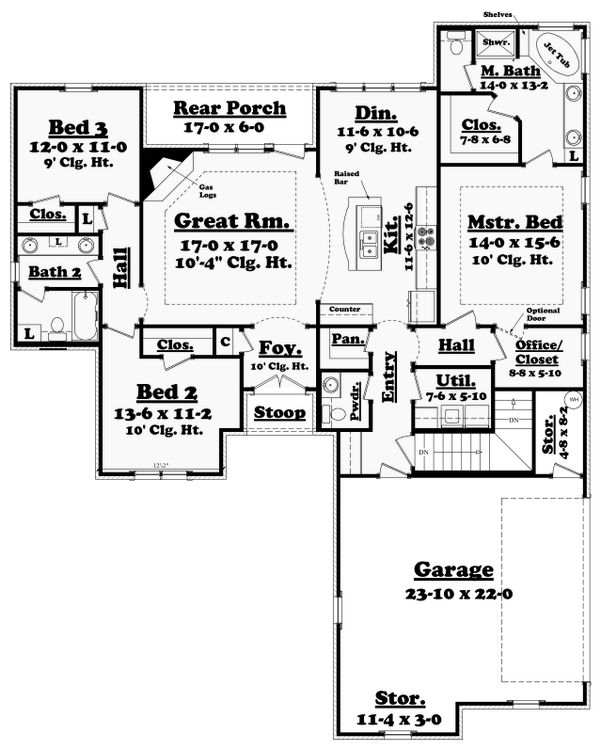 Shelves
Shwr.
Jet Tub
M. Bath
14-0 x 13-2
Rear Porch
17-0 x 6-0
Din.
11-6 x 10-6
9' Clg. Ht.
Clos.
7-8 x 6-8
L
Bed 3
12-0 x 11-0
9' Clg. Ht.
Gas
Logs
Raised
Bar
Clos.
L
Great Rm.
17-0 x 17-0
10'-4" Clg. Ht.
Kit.
11-6 x 12-6
Mstr. Bed
14-0 x 15-6
10' Clg. Ht.
L
Bath 2
Hall
L
Counter
Optional
Door
Clos.
C
Foy.
10' Clg. Ht.
Pan.
Hall
Office/
Closet
8-8 x 5-10
Entry
Bed 2
13-6 x 11-2
10' Clg. Ht.
Stoop
Pwdr.
Util.
7-6 x 5-10
DN
WH
Stor.
4-8 x 8-2
DN
12'-2"
Garage
23-10 x 22-0
Stor.
11-4 x 3-0